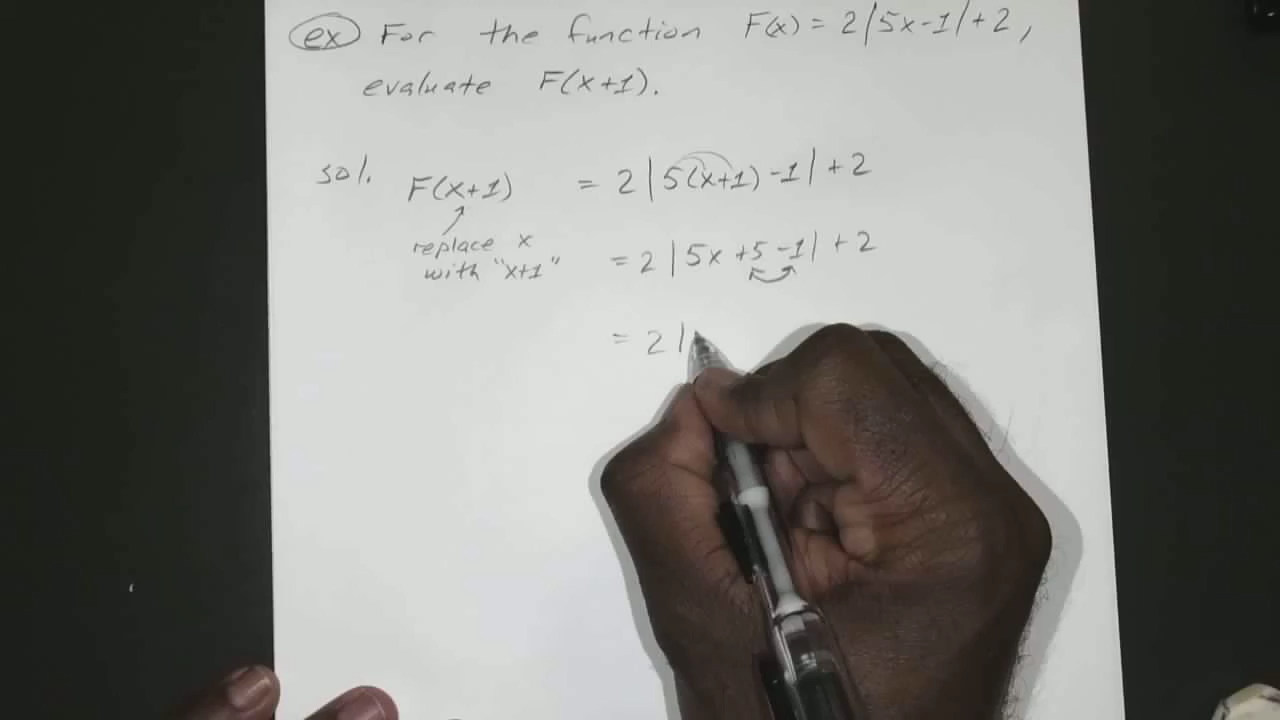 ex For the function F(x) = 2|5x-1|+2,
evaluate F(x+1).
sol. F(x+1) = 2|5(x+1)-1|+2
replace x
with "x+1"
= 2|5x+5-1|+2
= 2|